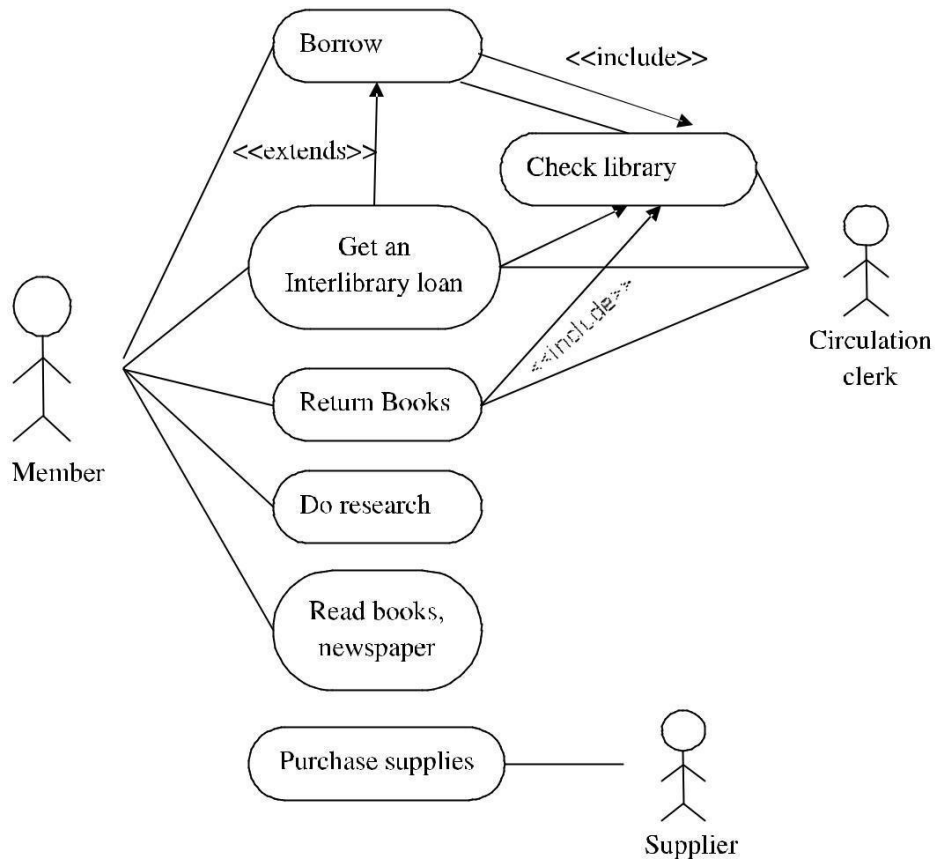 Borrow
<<include>>
<<extends>>
Check library
Get an
Interlibrary loan
<<include>>
Circulation
clerk
Return Books
Member
Do research
Read books,
newspaper
Purchase supplies
Supplier